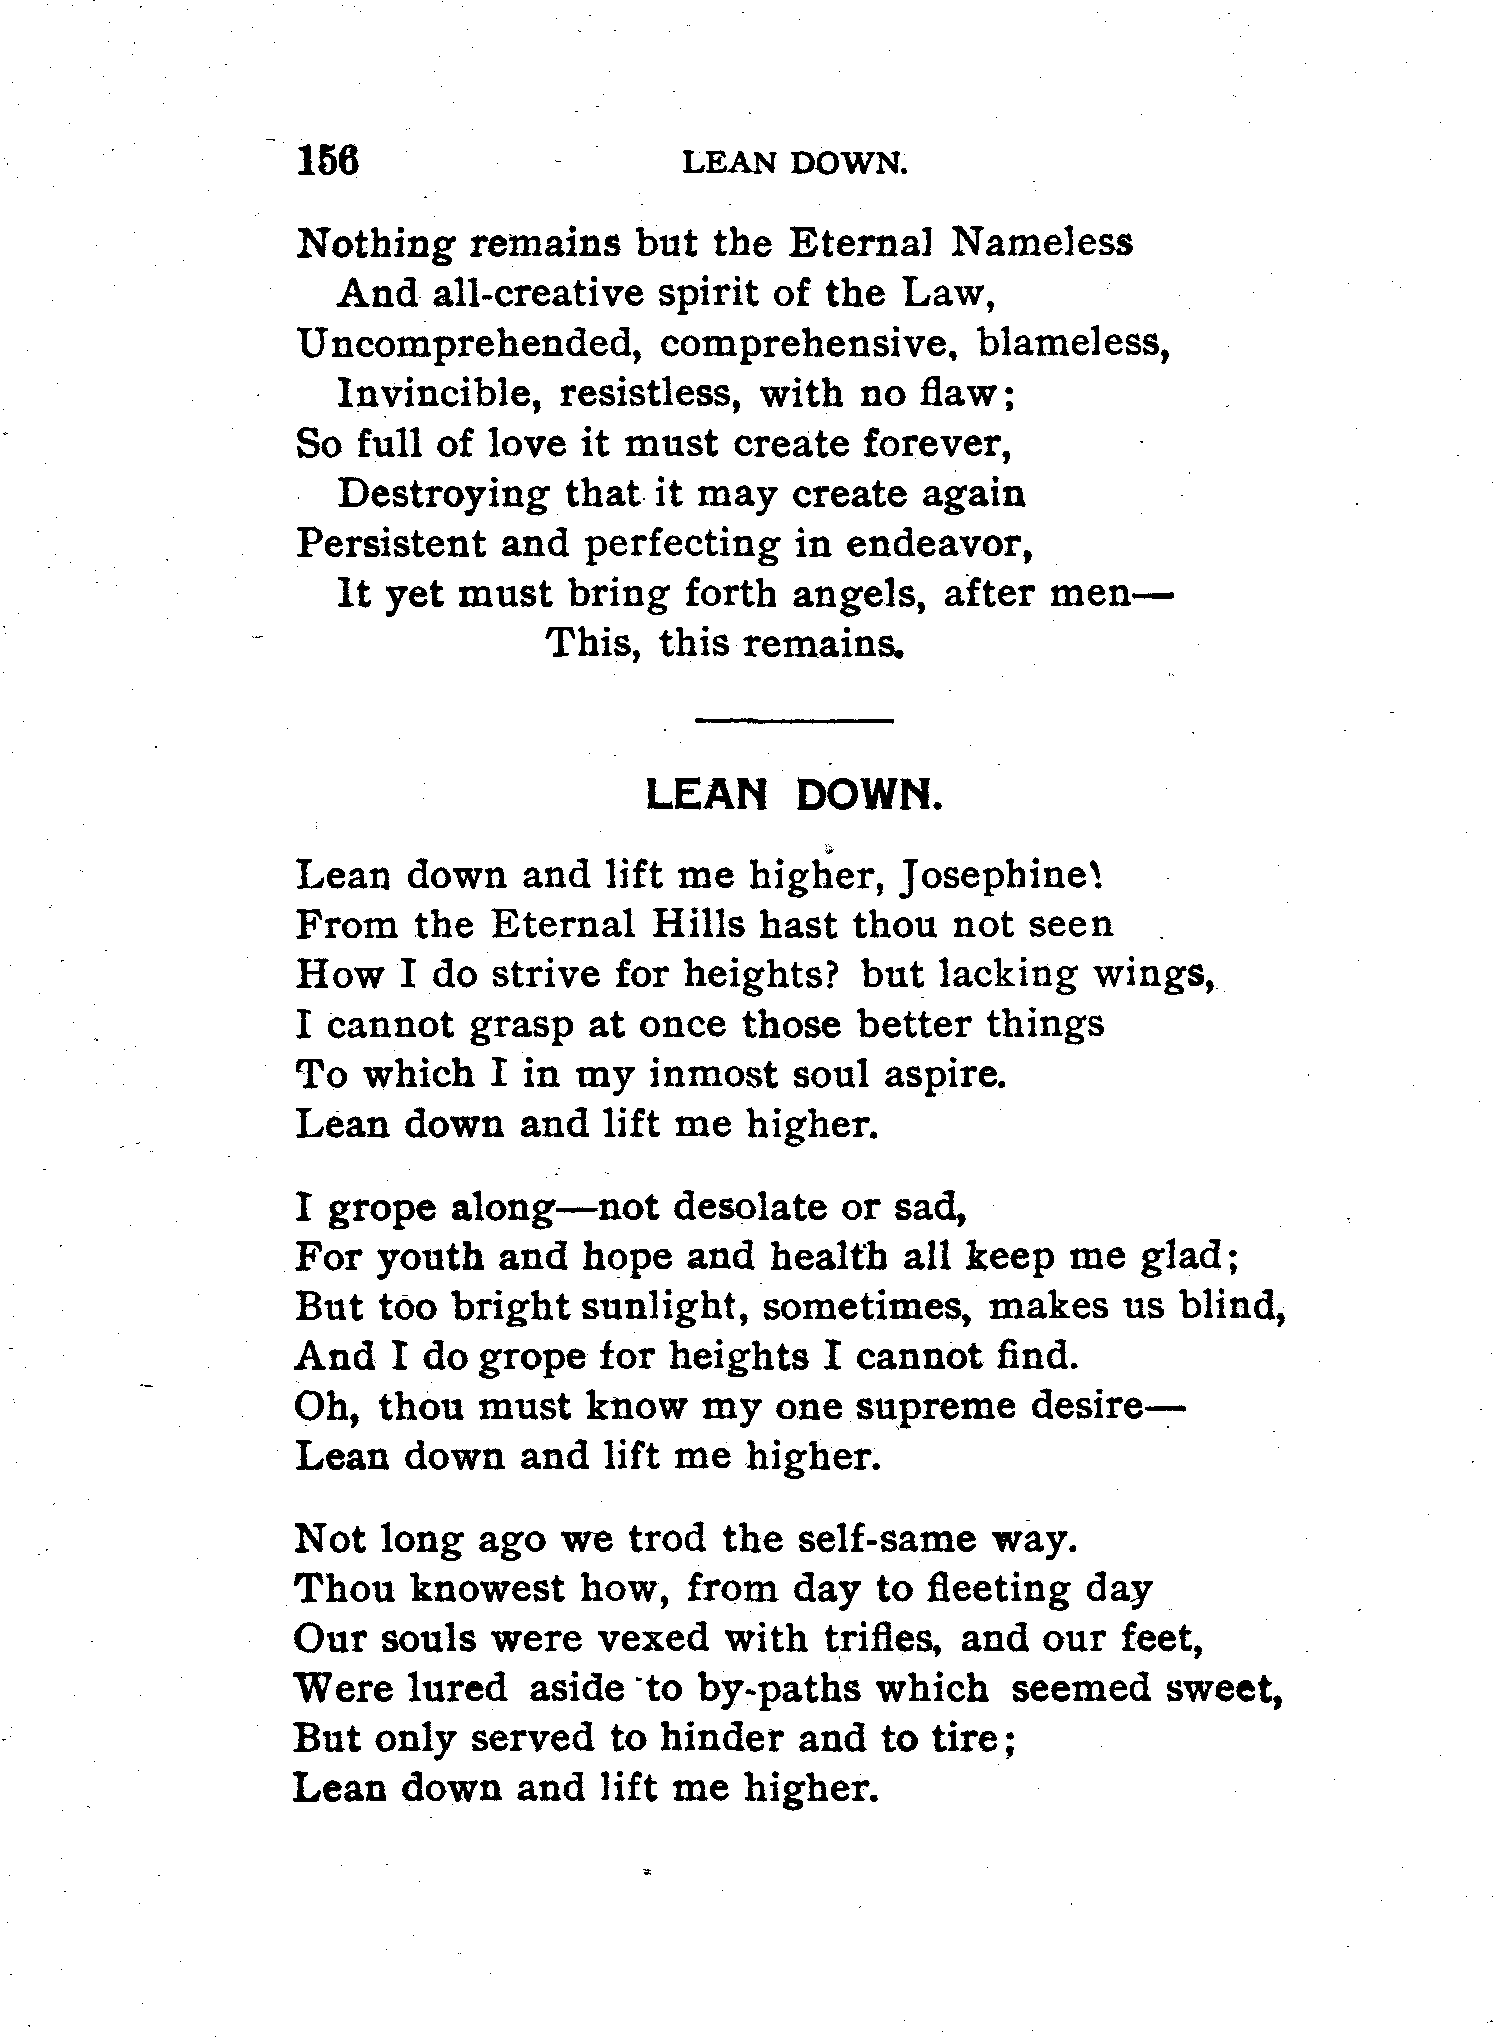 156 LEAN DOWN.
Nothing remains but the Eternal Nameless
And all-creative spirit of the Law,
Uncomprehended, comprehensive, blameless,
Invincible, resistless, with no flaw;
So full of love it must create forever,
Destroying that it may create again
Persistent and perfecting in endeavor,
It yet must bring forth angels, after men—
This, this remains.
LEAN DOWN.
Lean down and lift me higher, Josephine!
From the Eternal Hills hast thou not seen
How I do strive for heights? but lacking wings,
I cannot grasp at once those better things
To which I in my inmost soul aspire.
Lean down and lift me higher.
I grope along—not desolate or sad,
For youth and hope and health all keep me glad;
But too bright sunlight, sometimes, makes us blind,
And I do grope for heights I cannot find.
Oh, thou must know my one supreme desire—
Lean down and lift me higher.
Not long ago we trod the self-same way.
Thou knowest how, from day to fleeting day
Our souls were vexed with trifles, and our feet,
Were lured aside to by-paths which seemed sweet,
But only served to hinder and to tire;
Lean down and lift me higher.